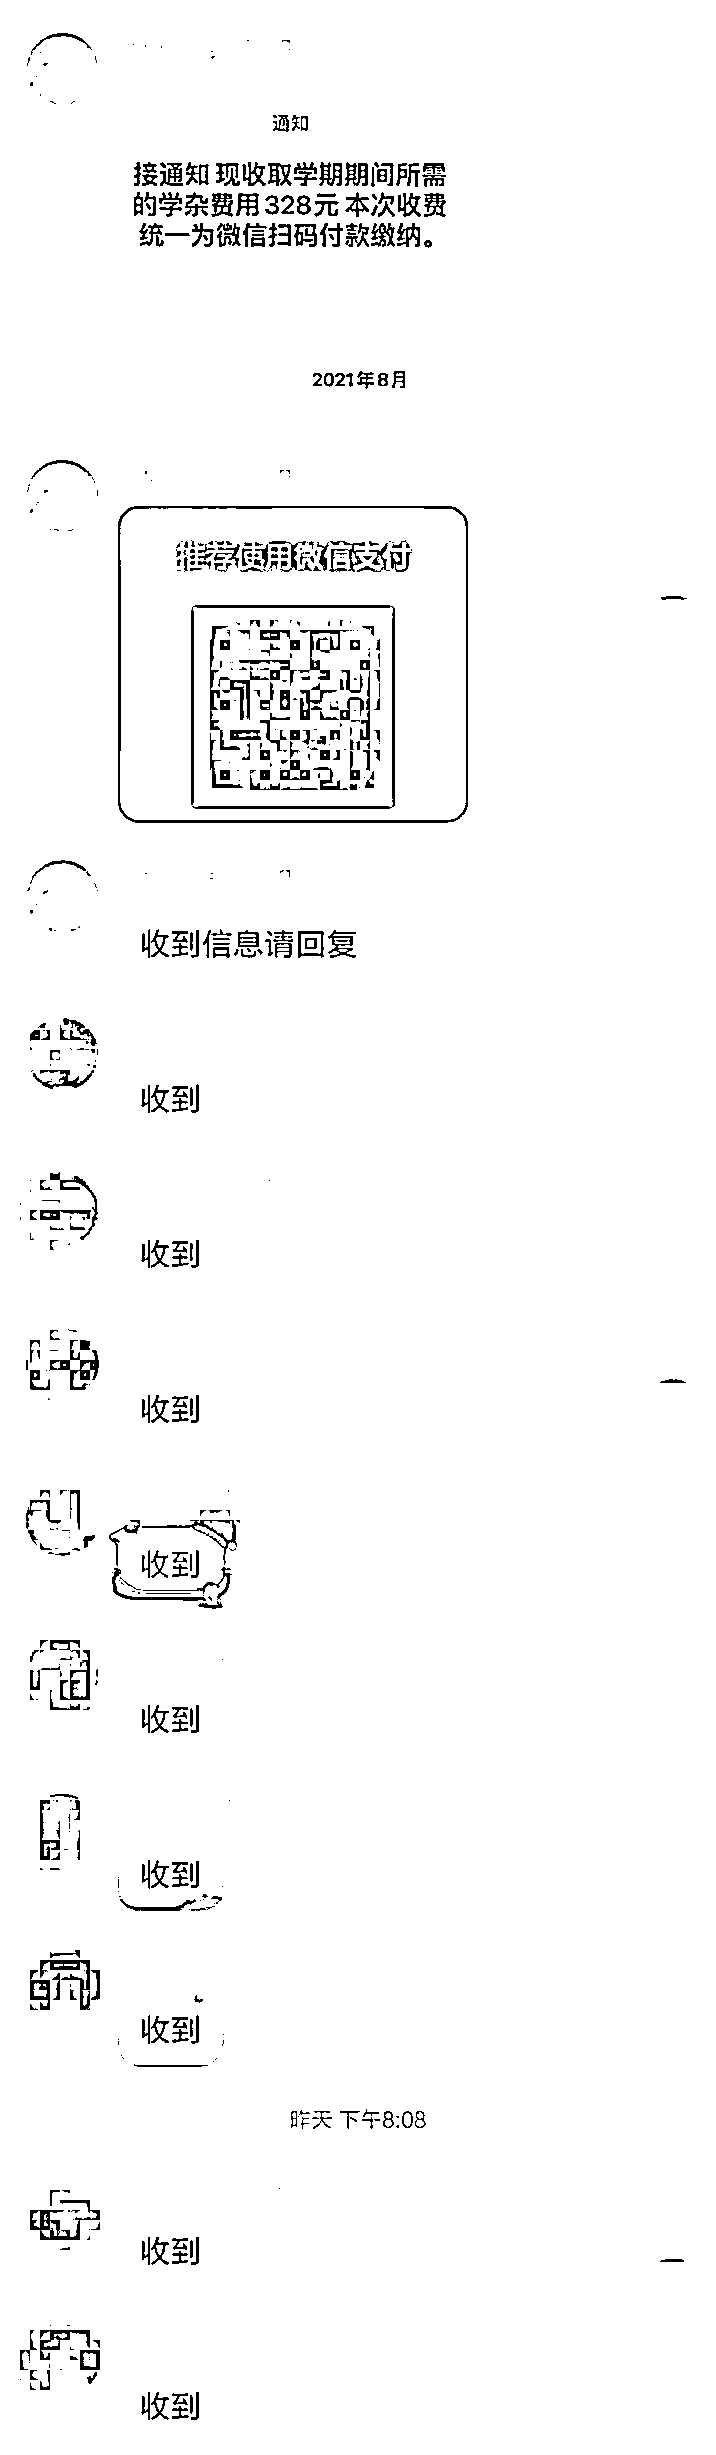 通知
接通知 现收取学期期间所需
的学杂费用328元 本次收费
统一为微信扫码付款缴纳。
2021年8月
推荐使用微信支付
收到信息请回复
收到
收到
收到
收到
收到
收到
收到
昨天 下午8:08
收到
收到